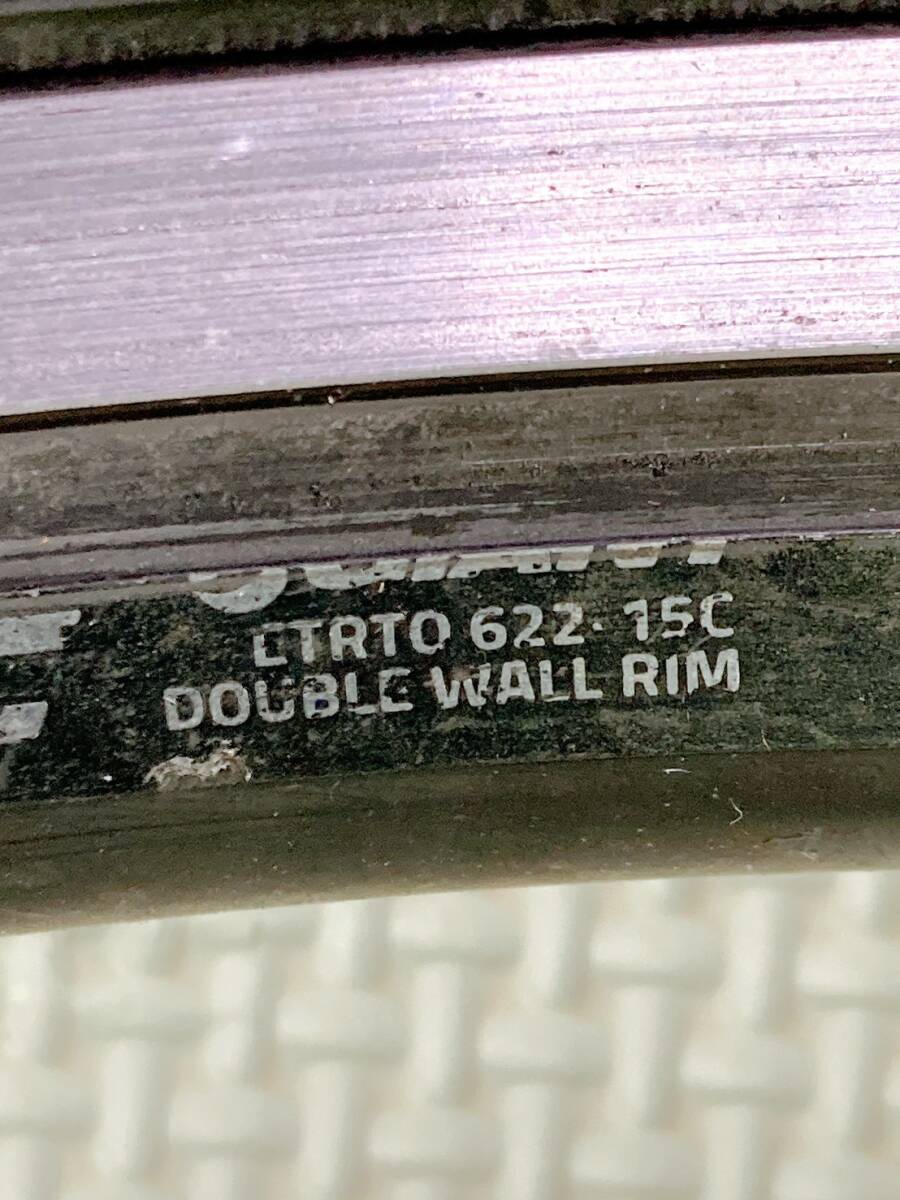 ETRTO 622- 15C
DOUBLE WALL RIM